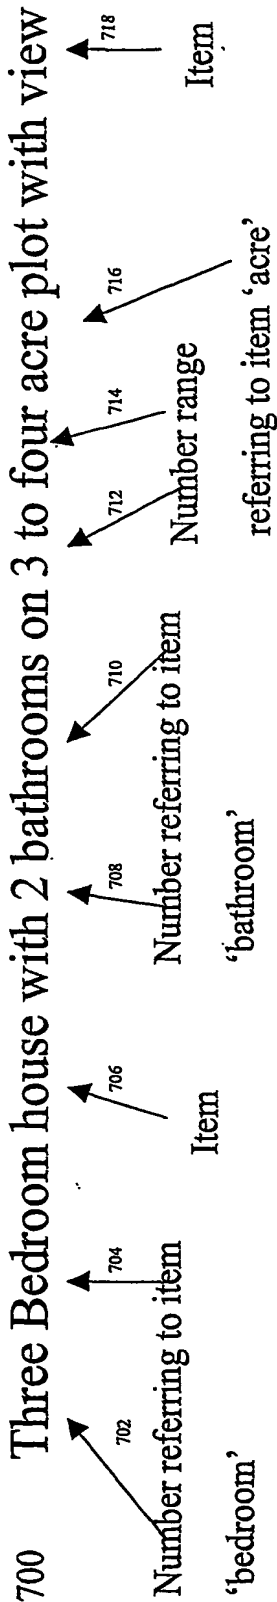 700 Three Bedroom house with 2 bathrooms on 3 to four acre plot with view
702 704 706 708 710 712 714 716 718
Number referring to item
'bedroom'
Item
Number referring to item
'bathroom'
Number range
referring to item 'acre'
Item